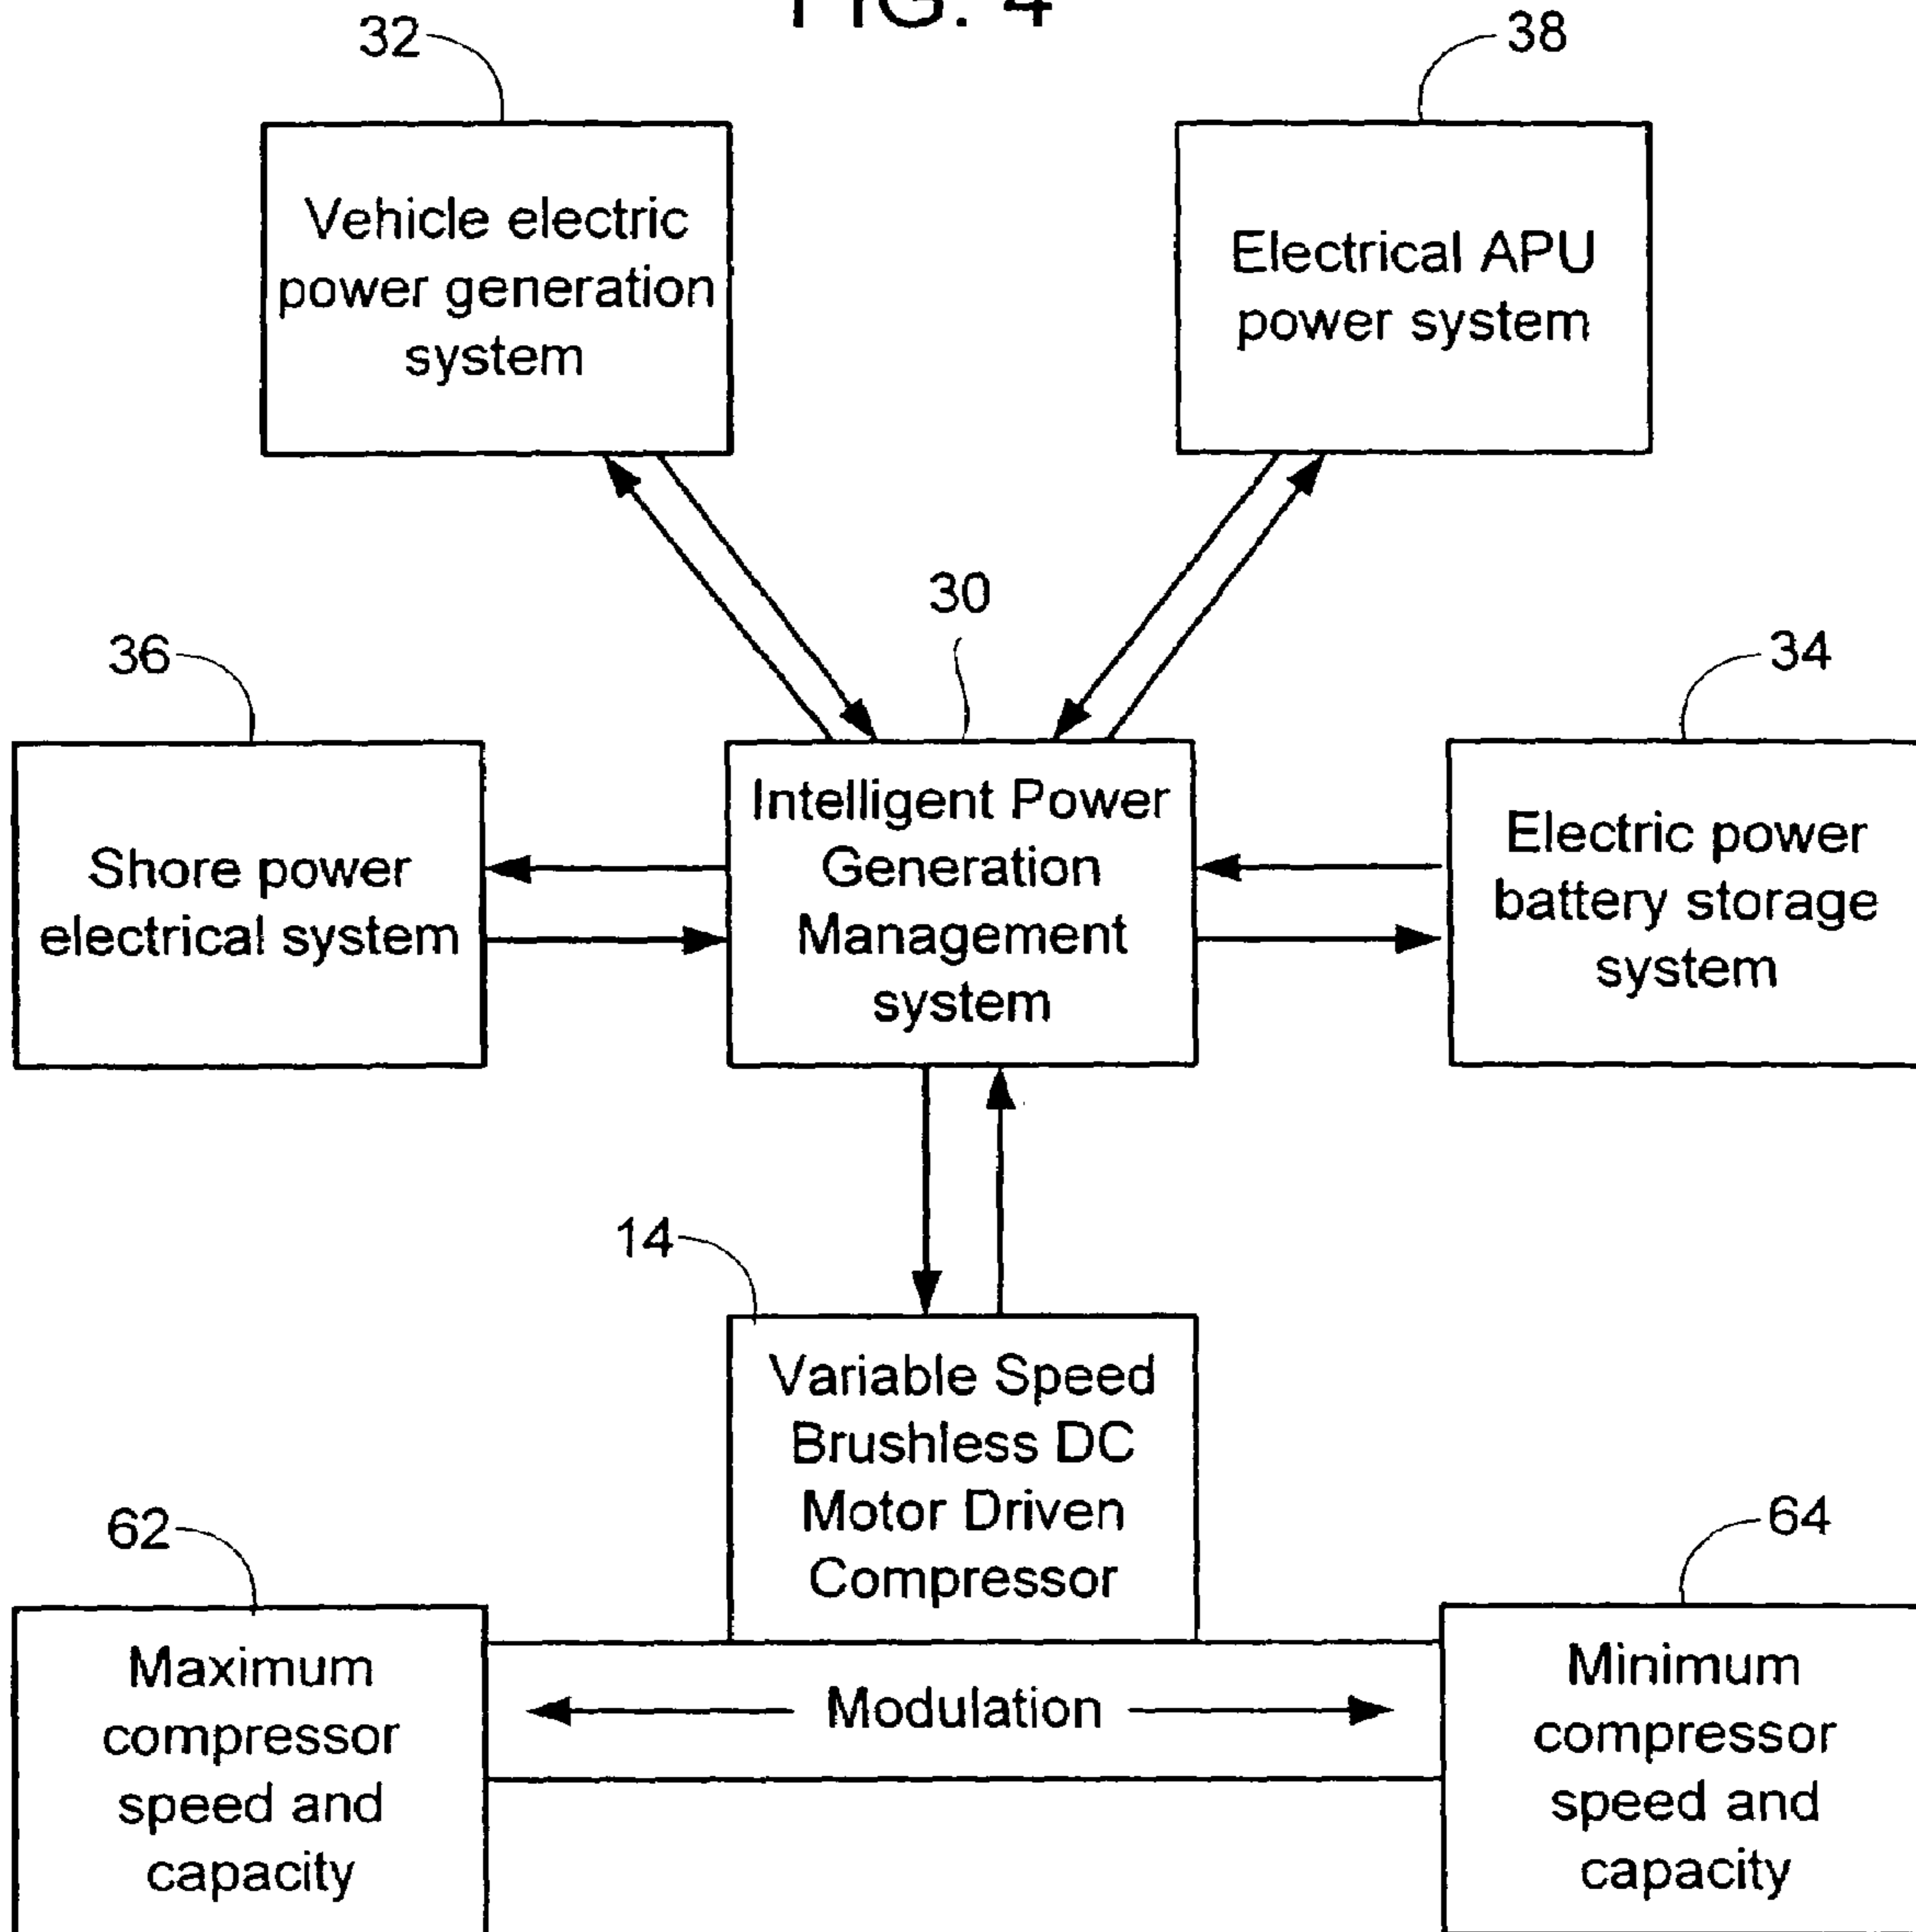 FIG. 4
32
38
Vehicle electric
power generation
system
Electrical APU
power system
30
36
34
Shore power
electrical system
Intelligent Power
Generation
Management
system
Electric power
battery storage
system
14
Variable Speed
Brushless DC
Motor Driven
Compressor
62
64
Maximum
compressor
speed and
capacity
Modulation
Minimum
compressor
speed and
capacity